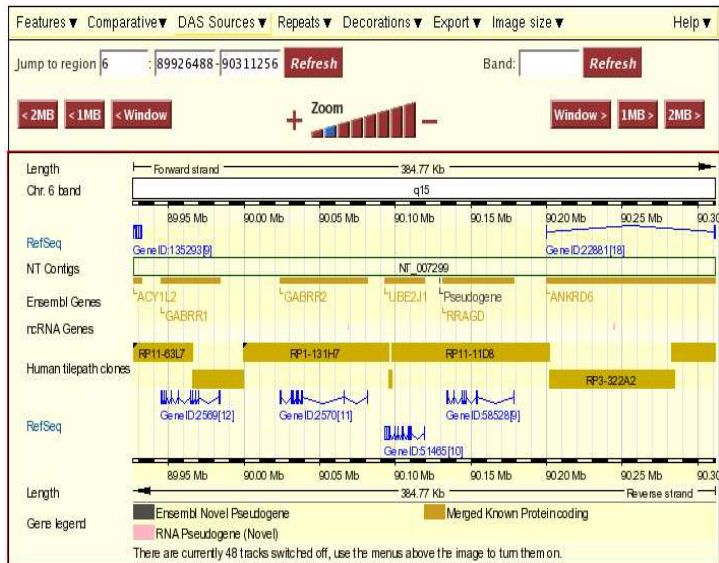 Features ▼ Comparative▼ DAS Sources ▼ Repeats ▼ Decorations ▼ Export ▼ Image size ▼ Help ▼
Jump to region 6 : 89926488 - 90311256 Refresh Band: Refresh
< 2MB < 1MB < Window + Zoom − Window > 1MB > 2MB >
Length Forward strand 384.77 Kb
Chr. 6 band q15
89.95 Mb 90.00 Mb 90.05 Mb 90.10 Mb 90.15 Mb 90.20 Mb 90.25 Mb 90.30
RefSeq
GeneID:135293[9] GeneID:22881[18]
NT Contigs NT_007299
Ensembl Genes
ACY1L2 GABRR2 UBE2J1 Pseudogene ANKRD6
GABRR1 RRAGD
ncRNA Genes
RP11-63L7 RP1-131H7 RP11-11D8
Human tilepath clones
RP3-322A2
RefSeq
GeneID:2569[12] GeneID:2570[11] GeneID:58528[9]
GeneID:51465[10]
89.95 Mb 90.00 Mb 90.05 Mb 90.10 Mb 90.15 Mb 90.20 Mb 90.25 Mb 90.30
Length 384.77 Kb Reverse strand
Gene legend
Ensembl Novel Pseudogene Merged Known Protein coding
RNA Pseudogene (Novel)
There are currently 48 tracks switched off, use the menus above the image to turn them on.